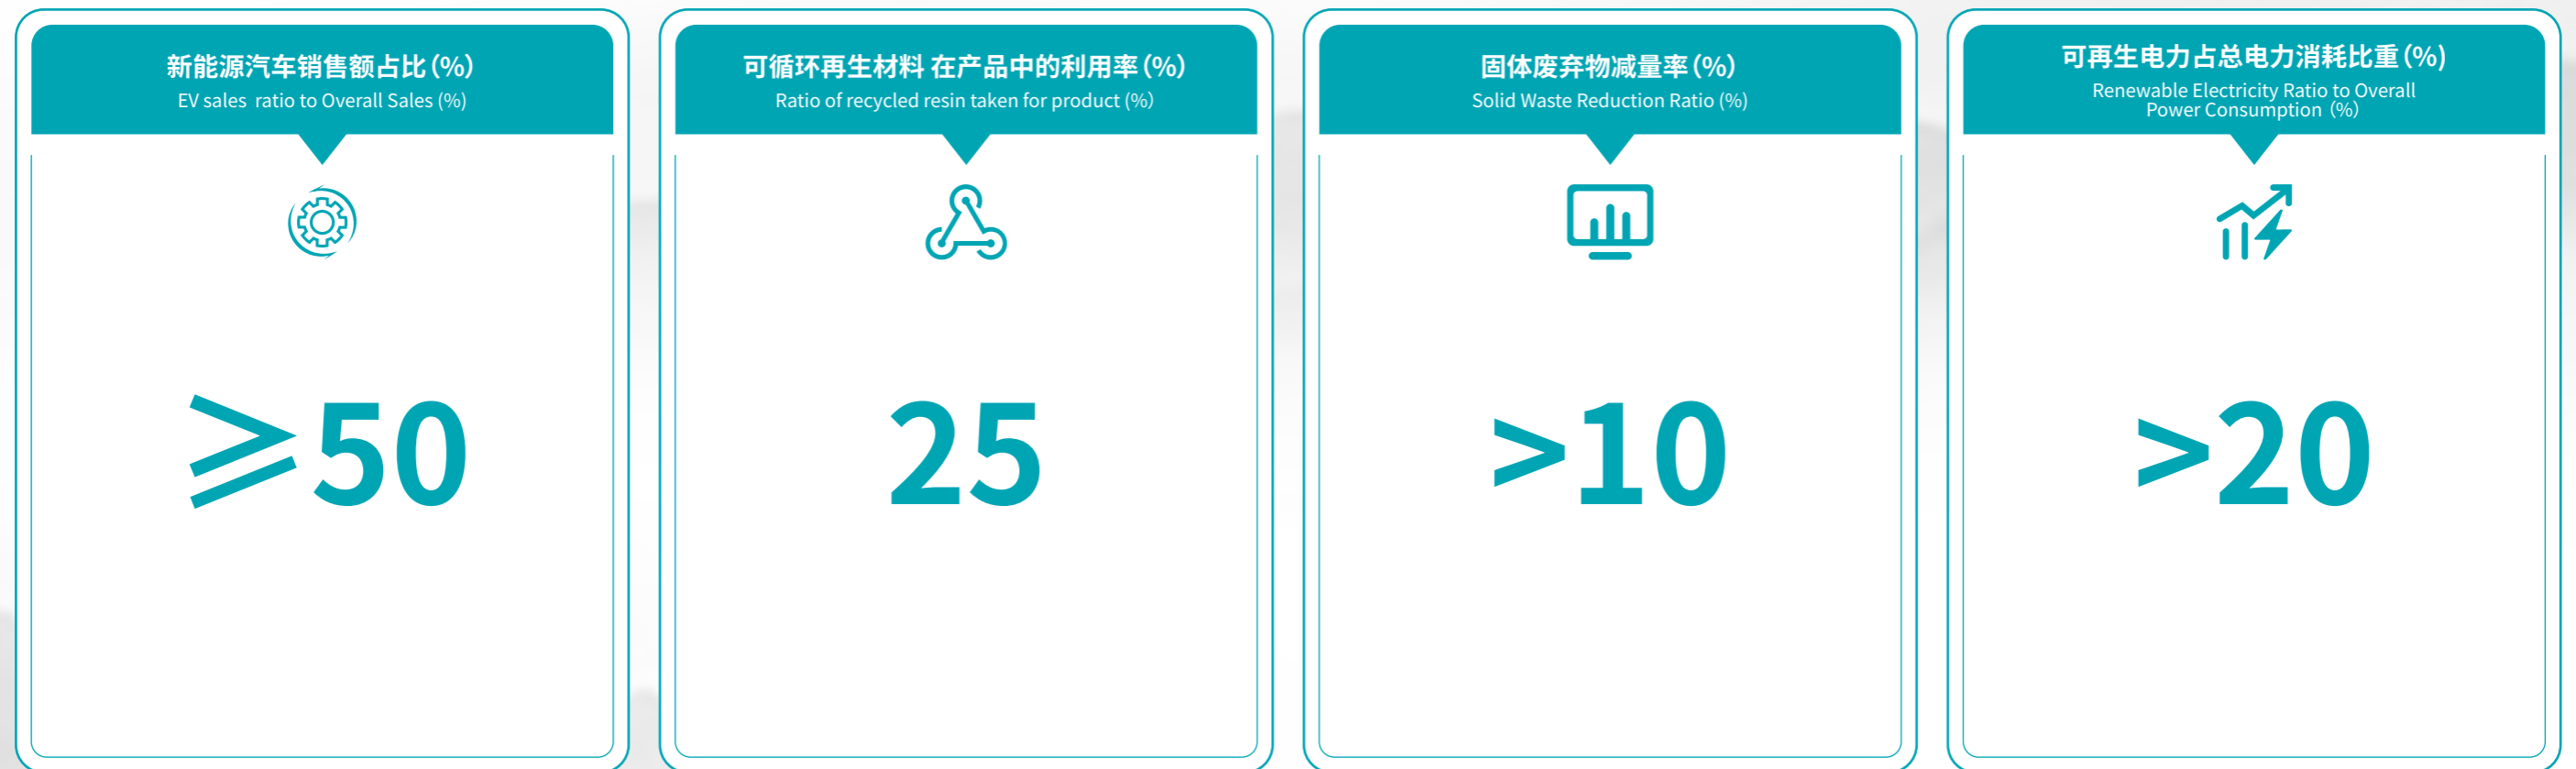 新能源汽车销售额占比(%)
EV sales ratio to Overall Sales (%)
≥50
可循环再生材料 在产品中的利用率(%)
Ratio of recycled resin taken for product (%)
25
固体废弃物减量率(%)
Solid Waste Reduction Ratio (%)
>10
可再生电力占总电力消耗比重(%)
Renewable Electricity Ratio to Overall
Power Consumption (%)
>20